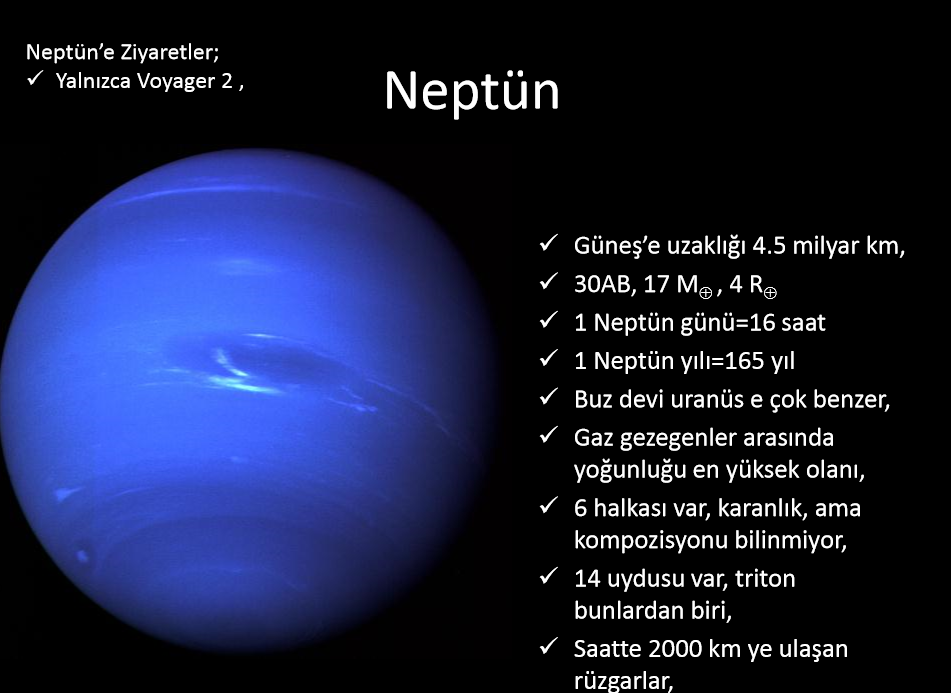 Neptün’e Ziyaretler;
✓ Yalnızca Voyager 2 ,
Neptün
✓ Güneş’e uzaklığı 4.5 milyar km,
✓ 30AB, 17 M⊕ , 4 R⊕
✓ 1 Neptün günü=16 saat
✓ 1 Neptün yılı=165 yıl
✓ Buz devi uranüs e çok benzer,
✓ Gaz gezegenler arasında
yoğunluğu en yüksek olanı,
✓ 6 halkası var, karanlık, ama
kompozisyonu bilinmiyor,
✓ 14 uydusu var, triton
bunlardan biri,
✓ Saatte 2000 km ye ulaşan
rüzgarlar,